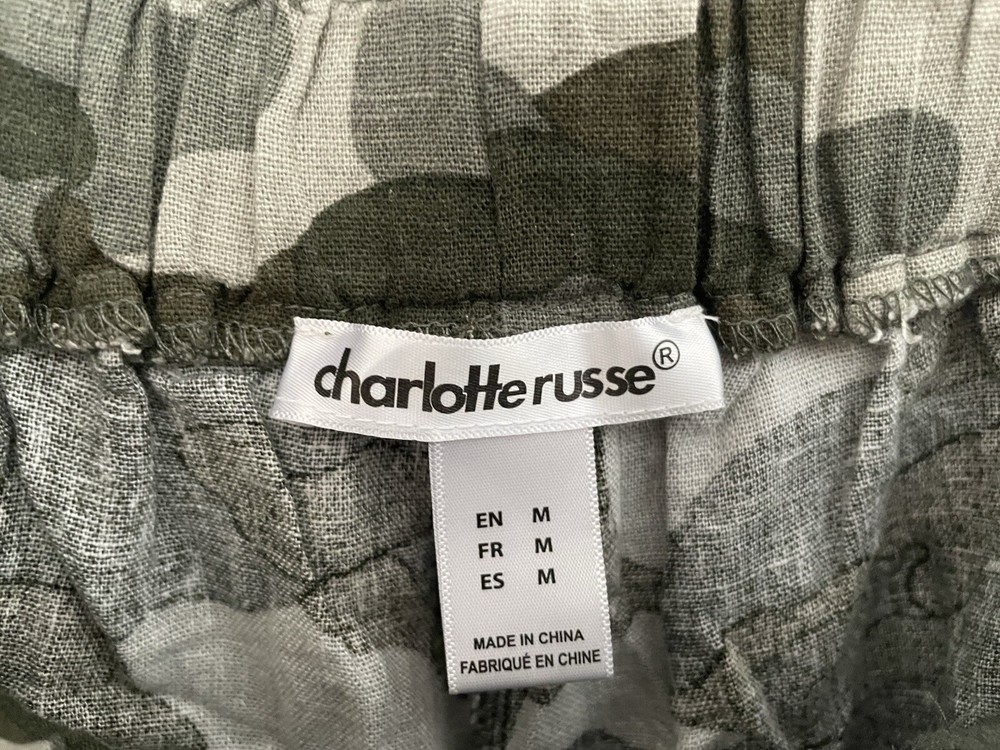 charlotte russe®
EN M
FR M
ES M
MADE IN CHINA
FABRIQUÉ EN CHINE